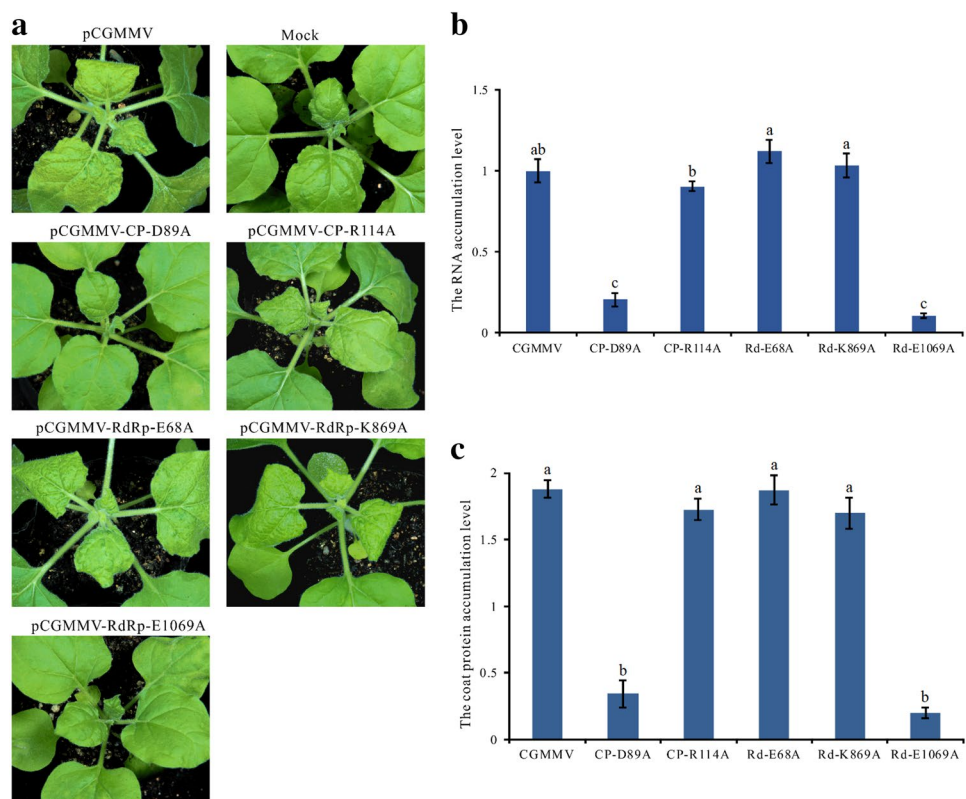 a
pCGMMV
Mock
pCGMMV-CP-D89A
pCGMMV-CP-R114A
pCGMMV-RdRp-E68A
pCGMMV-RdRp-K869A
pCGMMV-RdRp-E1069A
b
The RNA accumulation level
1.5
1
0.5
0
ab
c
b
a
a
c
CGMMV
CP-D89A
CP-R114A
Rd-E68A
Rd-K869A
Rd-E1069A
c
The coat protein accumulation level
2
1.5
1
0.5
0
a
b
a
a
a
b
CGMMV
CP-D89A
CP-R114A
Rd-E68A
Rd-K869A
Rd-E1069A